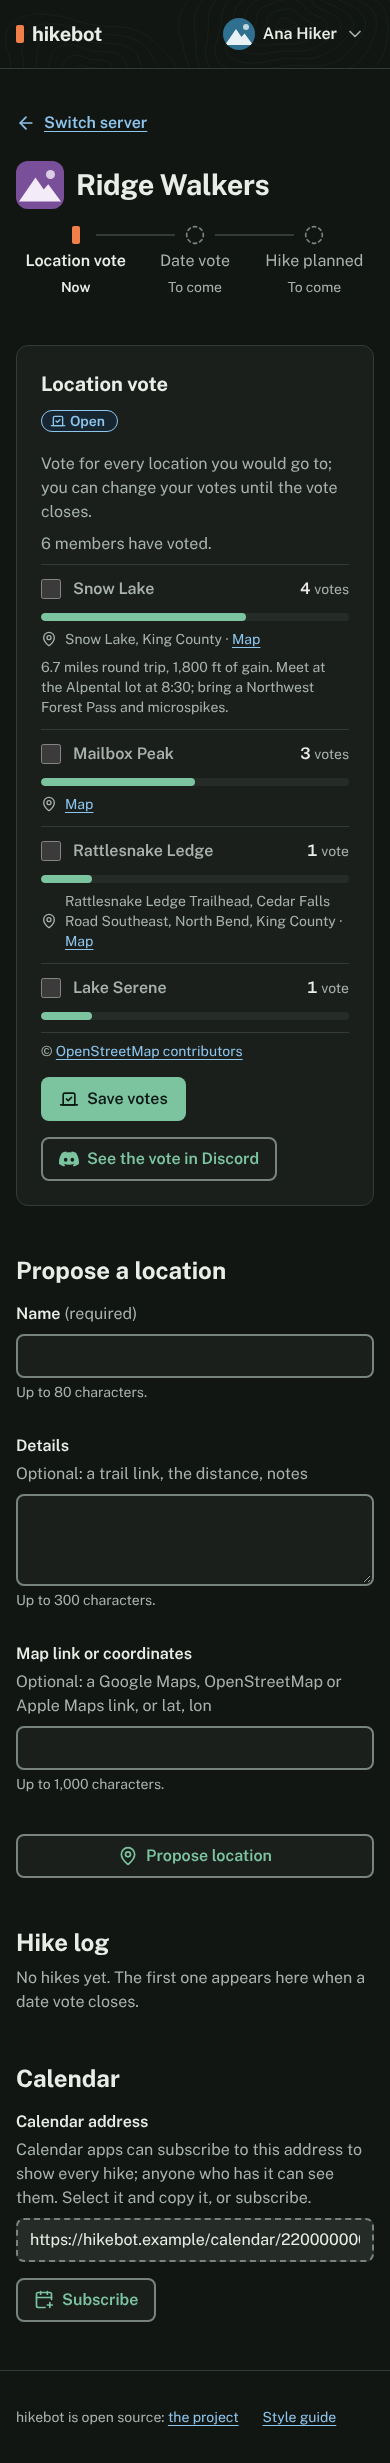 hikebot
Ana Hiker
Switch server
Ridge Walkers
Location vote
Date vote
Hike planned
Now
To come
To come
Location vote
Open
Vote for every location you would go to;
you can change your votes until the vote
closes.
6 members have voted.
Snow Lake
4 votes
Snow Lake, King County · Map
6.7 miles round trip, 1,800 ft of gain. Meet at
the Alpental lot at 8:30; bring a Northwest
Forest Pass and microspikes.
Mailbox Peak
3 votes
Map
Rattlesnake Ledge
1 vote
Rattlesnake Ledge Trailhead, Cedar Falls
Road Southeast, North Bend, King County ·
Map
Lake Serene
1 vote
© OpenStreetMap contributors
Save votes
See the vote in Discord
Propose a location
Name (required)
Up to 80 characters.
Details
Optional: a trail link, the distance, notes
Up to 300 characters.
Map link or coordinates
Optional: a Google Maps, OpenStreetMap or
Apple Maps link, or lat, lon
Up to 1,000 characters.
Propose location
Hike log
No hikes yet. The first one appears here when a
date vote closes.
Calendar
Calendar address
Calendar apps can subscribe to this address to
show every hike; anyone who has it can see
them. Select it and copy it, or subscribe.
https://hikebot.example/calendar/220000000
Subscribe
hikebot is open source: the project
Style guide